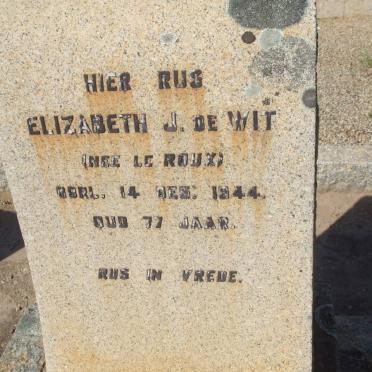 HIER RUS
ELIZABETH J. DE WIT
(NEE LE ROUX)
OORL. 14 DES. 1944.
OUD 77 JAAR.
RUS IN VREDE.